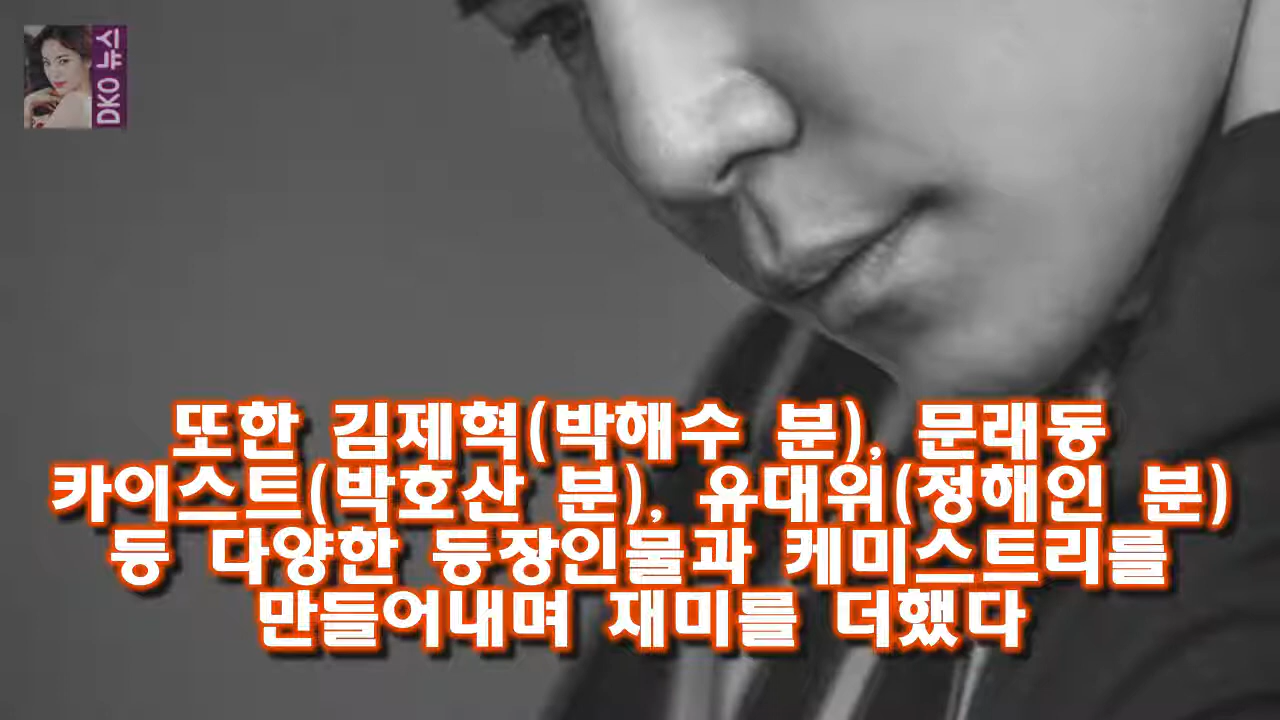 DKO 뉴스
또한 김제혁(박해수 분), 문래동
카이스트(박호산 분), 유대위(정해인 분)
등 다양한 등장인물과 케미스트리를
만들어내며 재미를 더했다